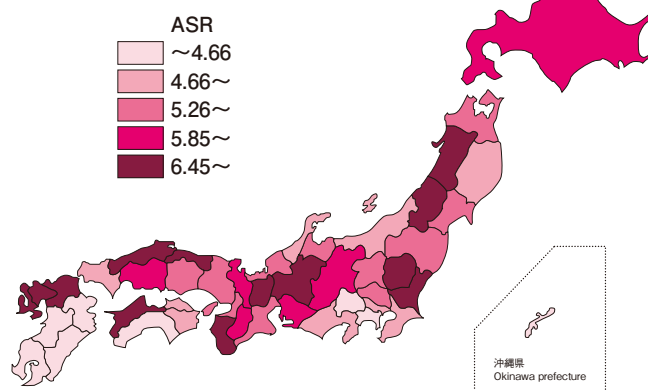 ASR
～4.66
4.66～
5.26～
5.85～
6.45～
沖縄県
Okinawa prefecture